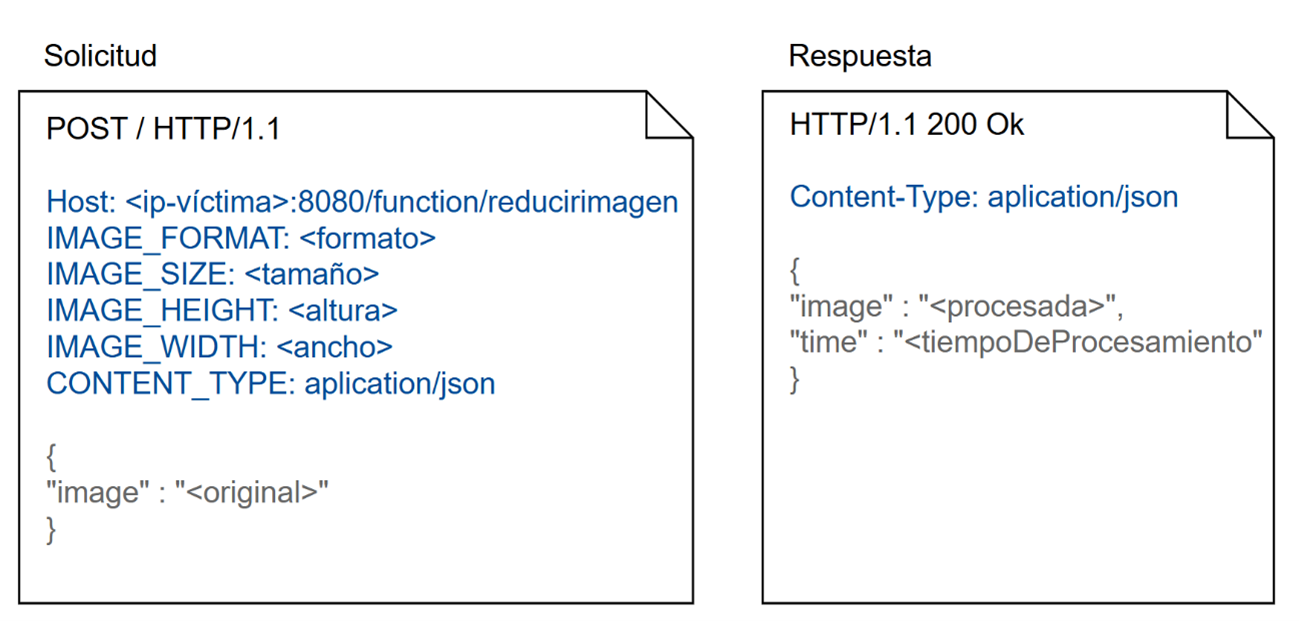 Solicitud
POST / HTTP/1.1
Host: <ip-víctima>:8080/function/reducirimagen
IMAGE_FORMAT: <formato>
IMAGE_SIZE: <tamaño>
IMAGE_HEIGHT: <altura>
IMAGE_WIDTH: <ancho>
CONTENT_TYPE: aplication/json
{
"image" : "<original>"
}
Respuesta
HTTP/1.1 200 Ok
Content-Type: aplication/json
{
"image" : "<procesada>",
"time" : "<tiempoDeProcesamiento"
}